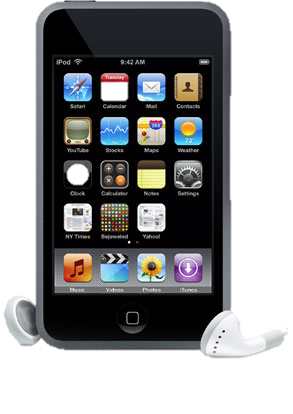 iPod 9:42 AM
Tuesday
Safari Calendar Mail Contacts
YouTube Stocks Maps Weather
Clock Calculator Notes Settings
NY Times Bejeweled Yahoo!
Music Videos Photos iTunes